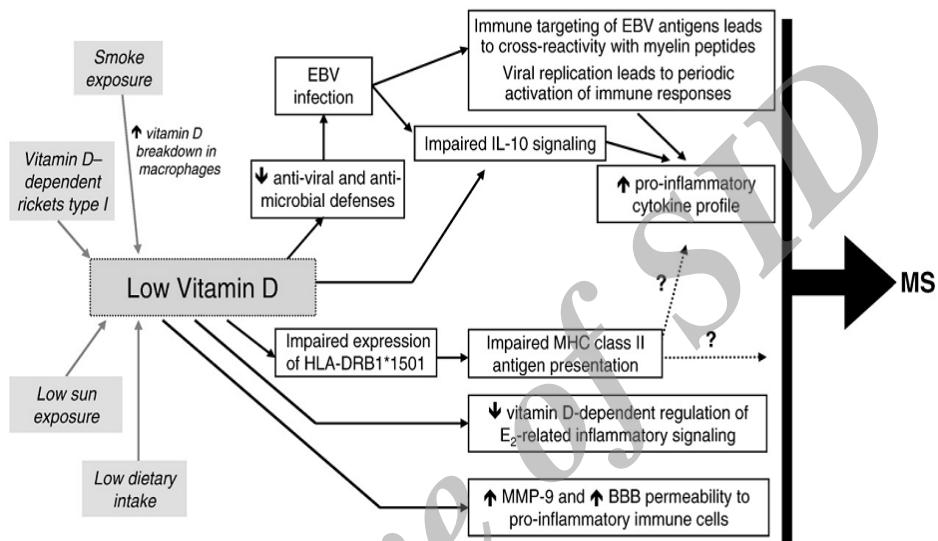 Smoke
exposure
↑ vitamin D
breakdown in
macrophages
Vitamin D–
dependent
rickets type I
Low Vitamin D
Low sun
exposure
Low dietary
intake
EBV
infection
↓ anti-viral and anti-
microbial defenses
Immune targeting of EBV antigens leads
to cross-reactivity with myelin peptides
Viral replication leads to periodic
activation of immune responses
Impaired IL-10 signaling
↑ pro-inflammatory
cytokine profile
?
?
Impaired expression
of HLA-DRB1*1501
Impaired MHC class II
antigen presentation
↓ vitamin D-dependent regulation of
E₂-related inflammatory signaling
↑ MMP-9 and ↑ BBB permeability to
pro-inflammatory immune cells
MS
of SID